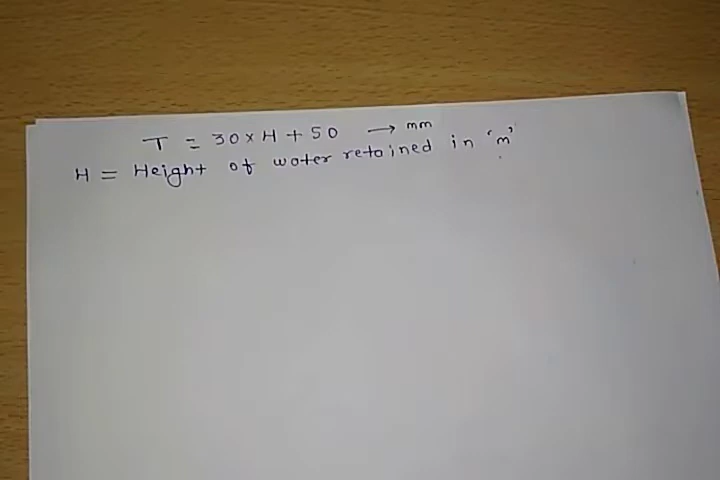 T = 30 x H + 50 → mm
H = Height of water retained in 'm'